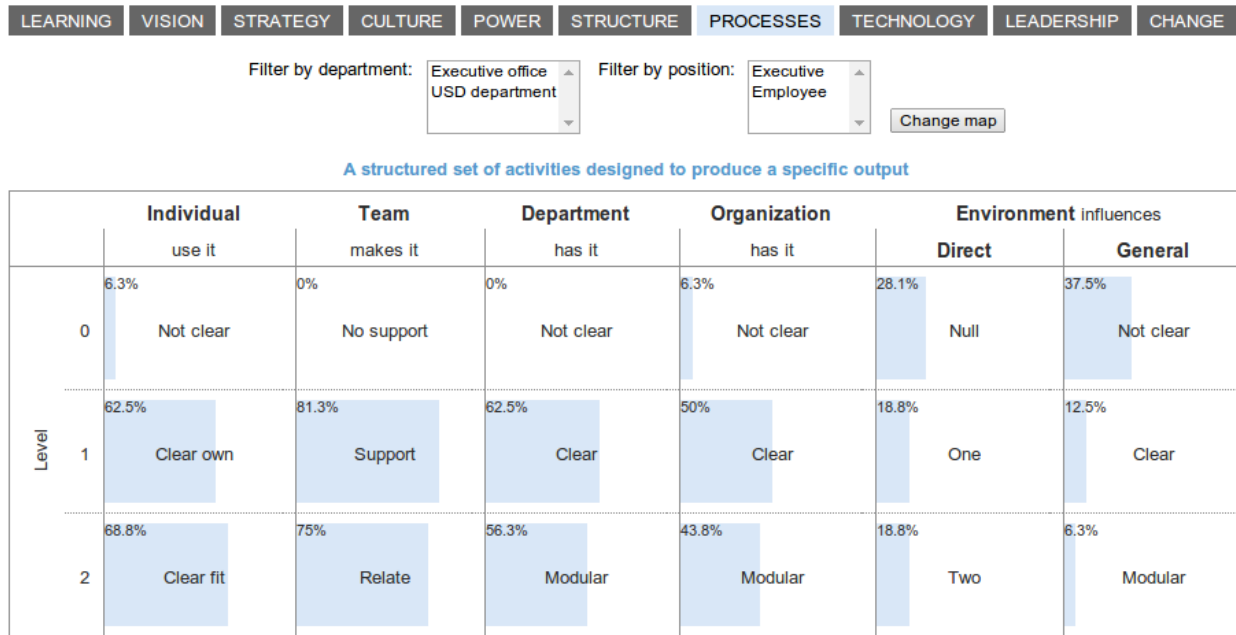 LEARNING VISION STRATEGY CULTURE POWER STRUCTURE PROCESSES TECHNOLOGY LEADERSHIP CHANGE
Filter by department: Executive office Filter by position: Executive
USD department Employee
Change map
A structured set of activities designed to produce a specific output
Individual Team Department Organization Environment influences
use it makes it has it has it Direct General
6.3% 0% 0% 6.3% 28.1% 37.5%
0 Not clear No support Not clear Not clear Null Not clear
62.5% 81.3% 62.5% 50% 18.8% 12.5%
Level 1 Clear own Support Clear Clear One Clear
68.8% 75% 56.3% 43.8% 18.8% 6.3%
2 Clear fit Relate Modular Modular Two Modular